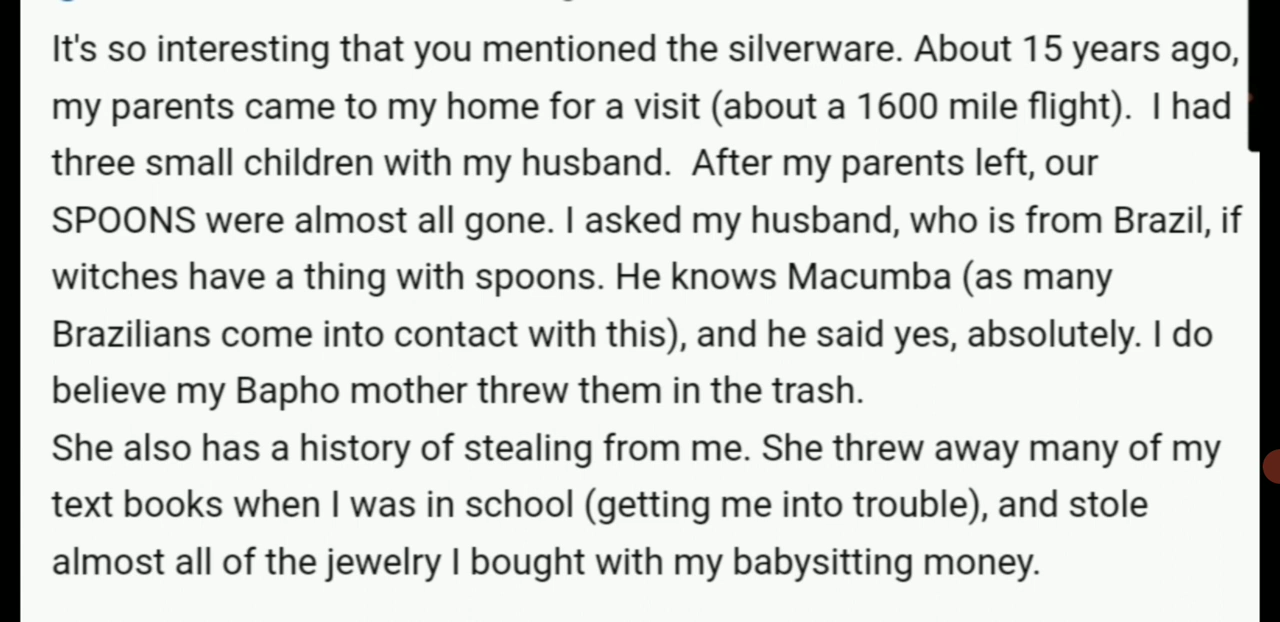 It's so interesting that you mentioned the silverware. About 15 years ago,
my parents came to my home for a visit (about a 1600 mile flight).  I had
three small children with my husband.  After my parents left, our
SPOONS were almost all gone. I asked my husband, who is from Brazil, if
witches have a thing with spoons. He knows Macumba (as many
Brazilians come into contact with this), and he said yes, absolutely. I do
believe my Bapho mother threw them in the trash.
She also has a history of stealing from me. She threw away many of my
text books when I was in school (getting me into trouble), and stole
almost all of the jewelry I bought with my babysitting money.